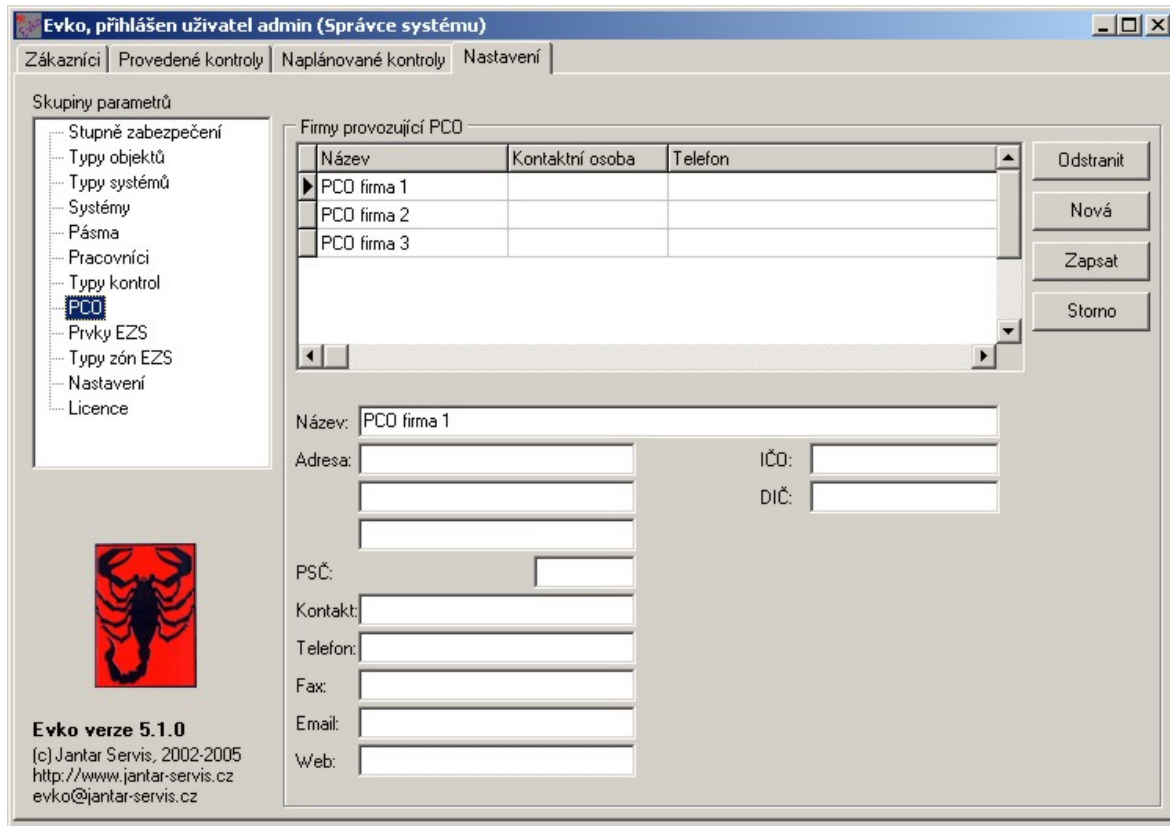 Evko, přihlášen uživatel admin (Správce systému)
Zákazníci Provedené kontroly Naplánované kontroly Nastavení
Skupiny parametrů
Stupně zabezpečení
Typy objektů
Typy systémů
Systémy
Pásma
Pracovníci
Typy kontrol
PCO
Prvky EZS
Typy zón EZS
Nastavení
Licence
Firmy provozující PCO
Název Kontaktní osoba Telefon
PCO firma 1
PCO firma 2
PCO firma 3
Odstranit
Nová
Zapsat
Storno
Název: PCO firma 1
Adresa:
IČO:
DIČ:
PSČ:
Kontakt:
Telefon:
Fax:
Email:
Web:
Evko verze 5.1.0
(c) Jantar Servis, 2002-2005
http://www.jantar-servis.cz
evko@jantar-servis.cz